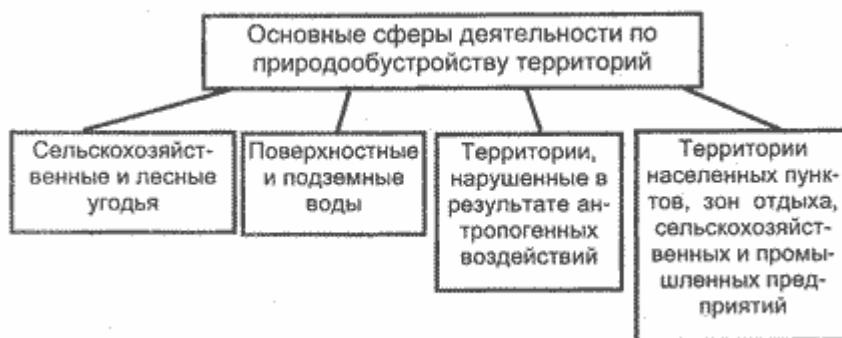 Основные сферы деятельности по
природообустройству территорий
Сельскохозяйст-
венные и лесные
угодья
Поверхностные
и подземные
воды
Территории,
нарушенные в
результате ан-
тропогенных
воздействий
Территории
населенных пунк-
тов, зон отдыха,
сельскохозяйст-
венных и промы-
шленных пред-
приятий